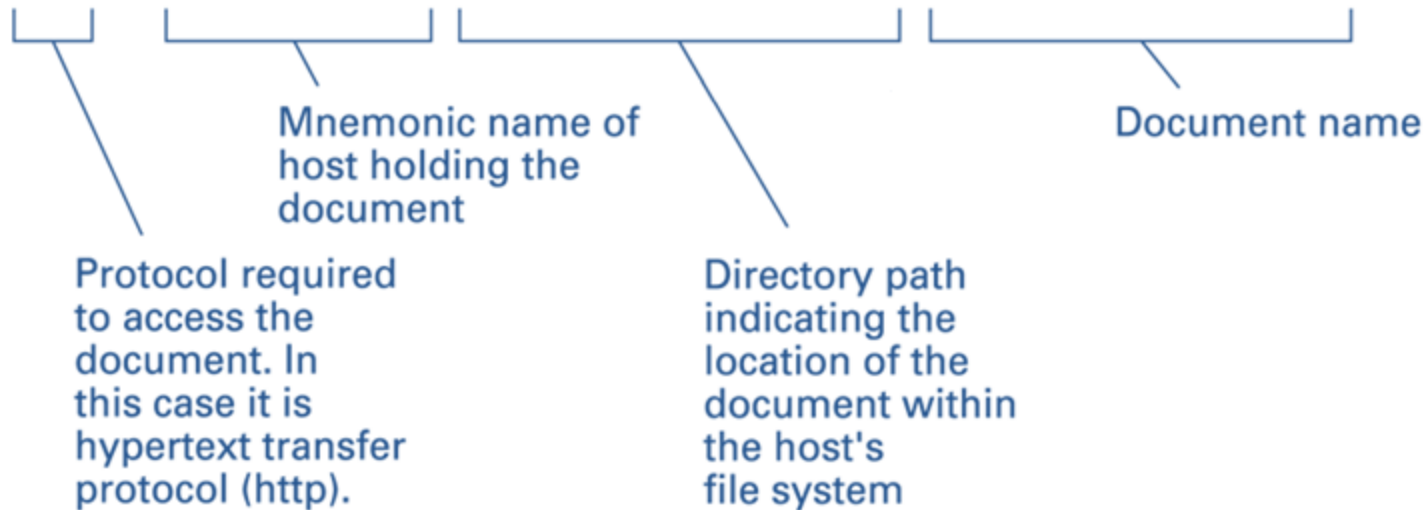 Mnemonic name of
host holding the
document
Document name
Protocol required
to access the
document. In
this case it is
hypertext transfer
protocol (http).
Directory path
indicating the
location of the
document within
the host's
file system